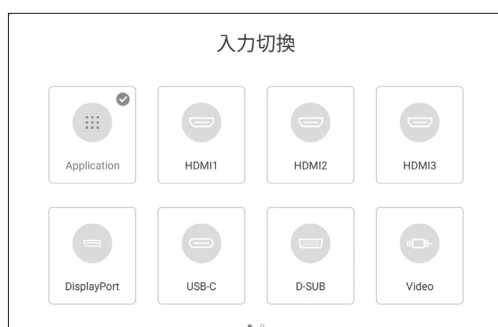 入力切換
Application
HDMI1
HDMI2
HDMI3
DisplayPort
USB-C
D-SUB
Video